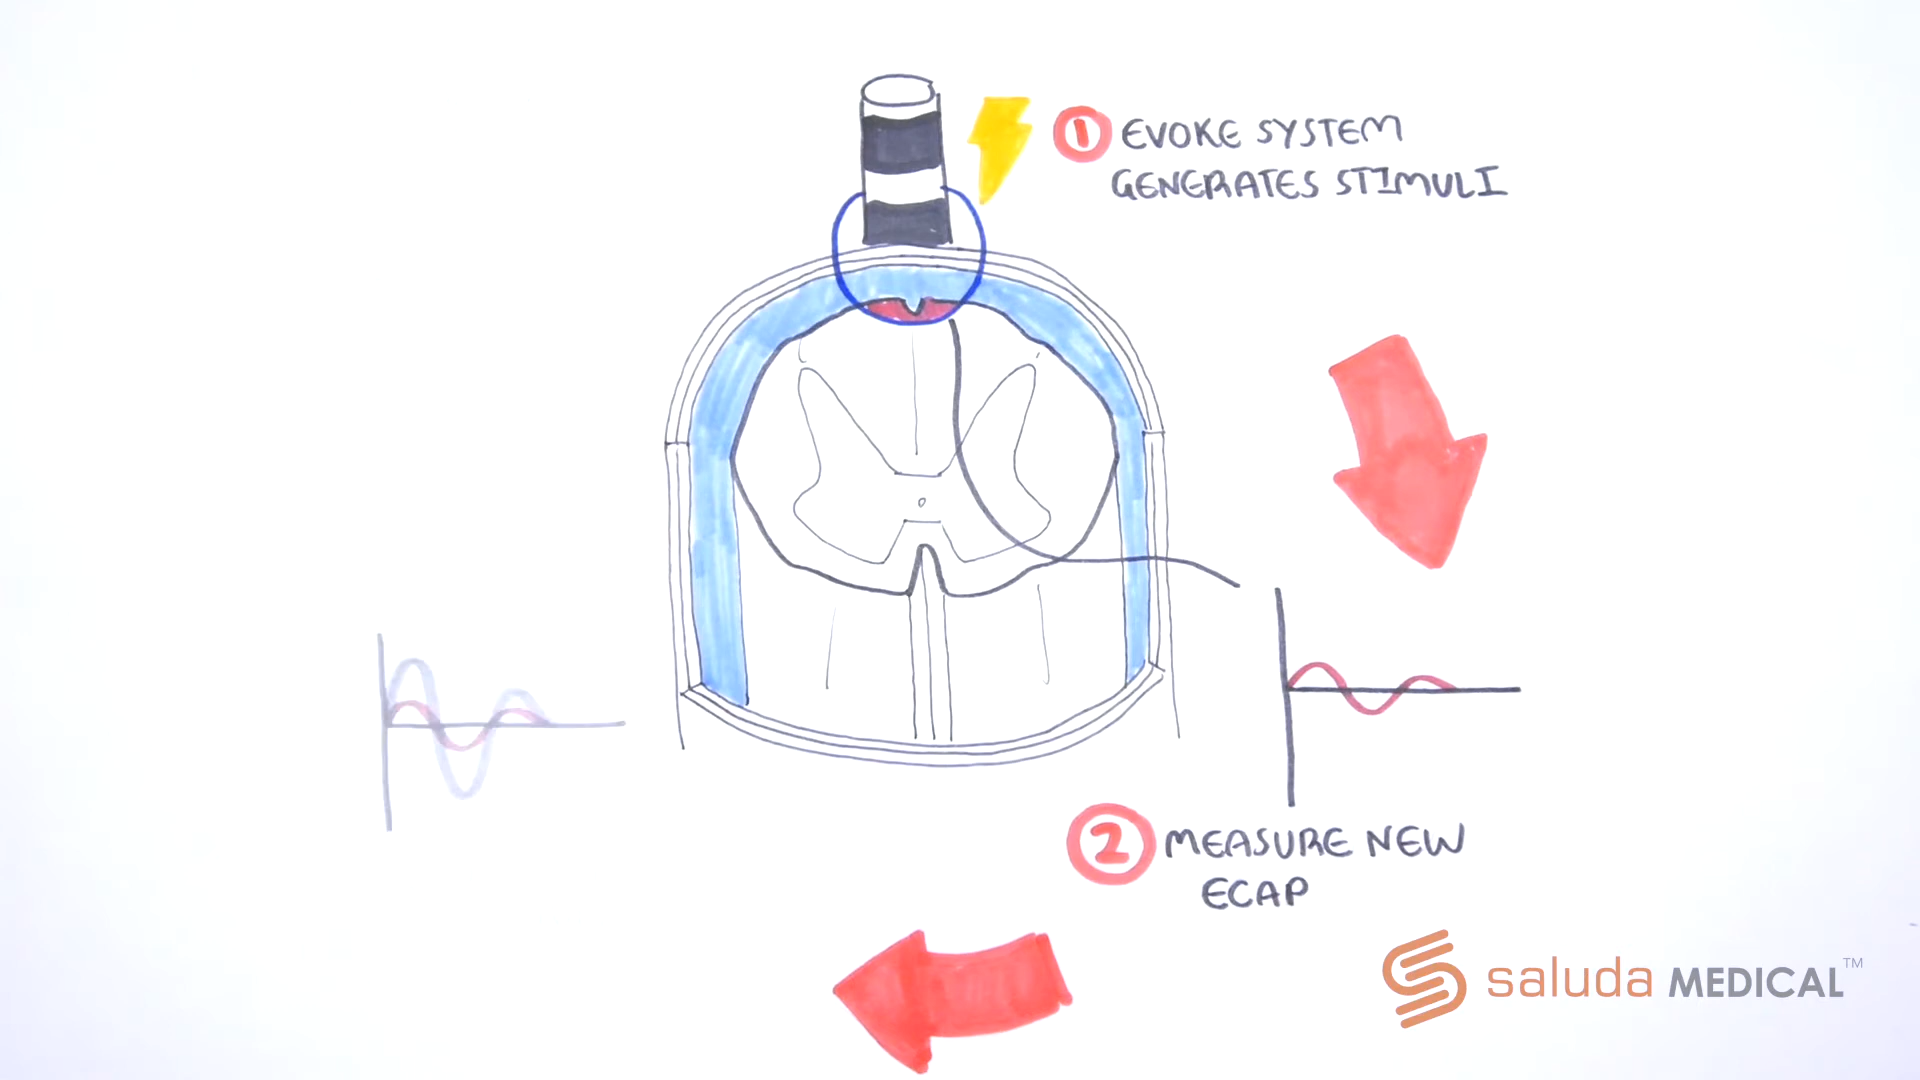 1 EVOKE SYSTEM
GENERATES STIMULI
2 MEASURE NEW
ECAP
saluda MEDICAL™